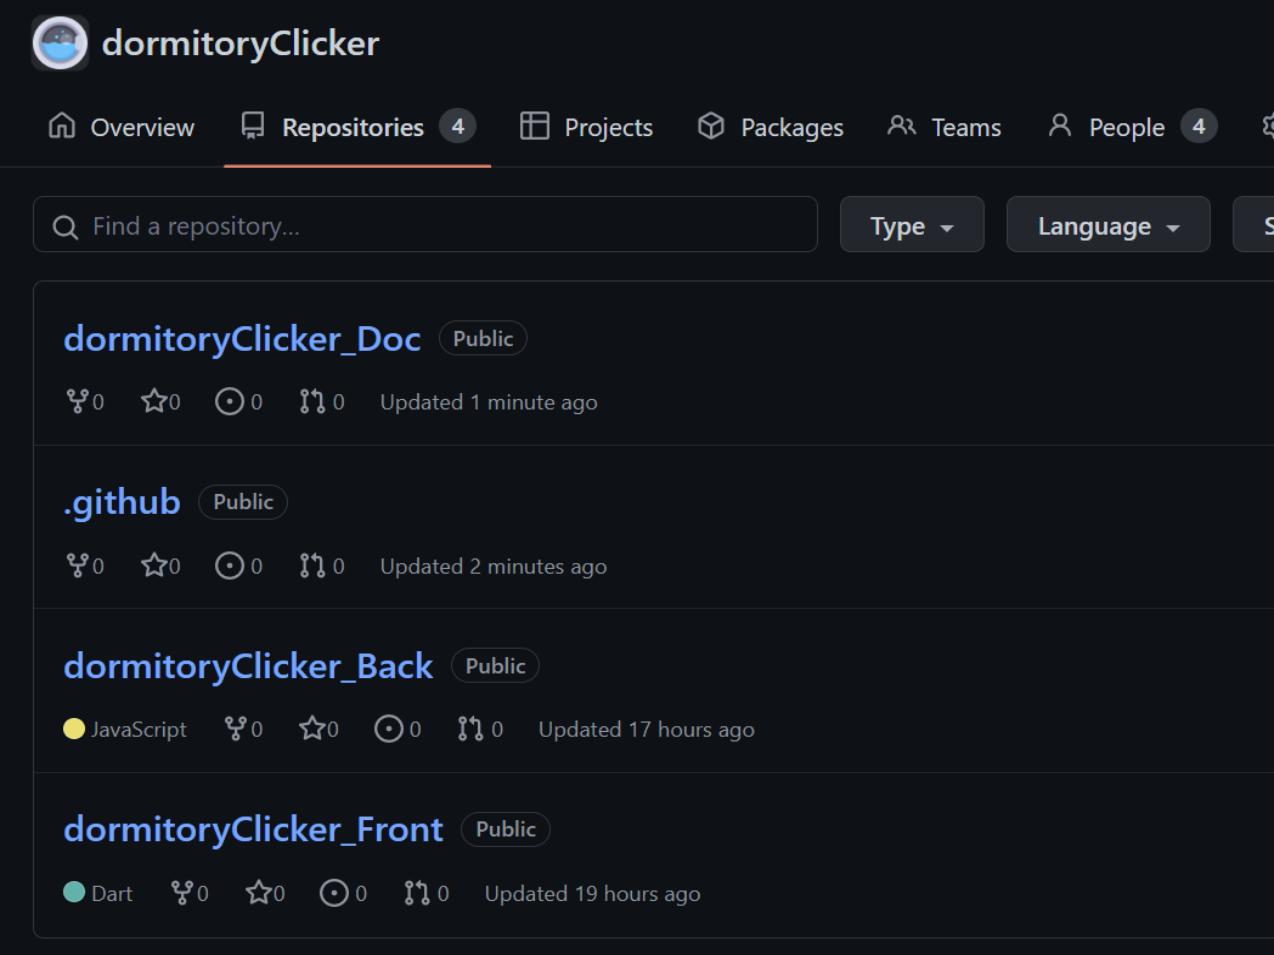 dormitoryClicker
Overview Repositories 4 Projects Packages Teams People 4
Find a repository... Type Language S
dormitoryClicker_Doc Public
0 0 0 0 Updated 1 minute ago
.github Public
0 0 0 0 Updated 2 minutes ago
dormitoryClicker_Back Public
JavaScript 0 0 0 0 Updated 17 hours ago
dormitoryClicker_Front Public
Dart 0 0 0 0 Updated 19 hours ago